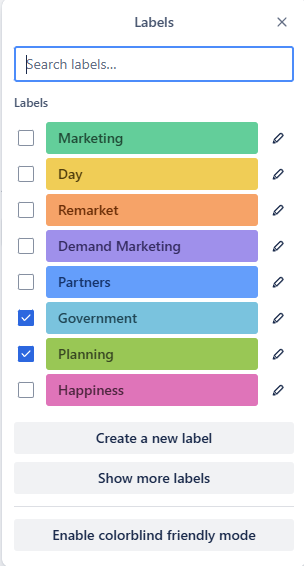 Labels
Search labels...
Labels
Marketing
Day
Remarket
Demand Marketing
Partners
Government
Planning
Happiness
Create a new label
Show more labels
Enable colorblind friendly mode